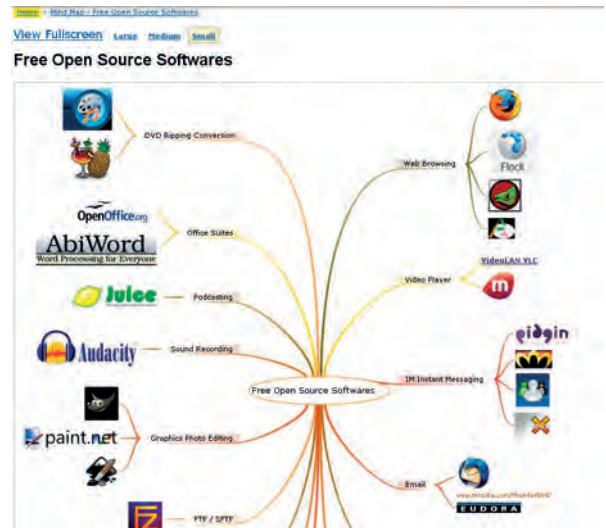 Home > Mind Map - Free Open Source Softwares
View Fullscreen Large Medium Small
Free Open Source Softwares
DVD Ripping Conversion
OpenOffice.org
AbiWord
Word Processing for Everyone
Office Suites
Juice
Podcasting
Audacity
Sound Recording
paint.net
Graphics Photo Editing
FZ
FTP / SFTP
Free Open Source Softwares
Web Browsing
Flock
Video Player
VideoLAN VLC
m
IM Instant Messaging
pidgin
Email
www.mozilla.com/thunderbird/
EUDORA